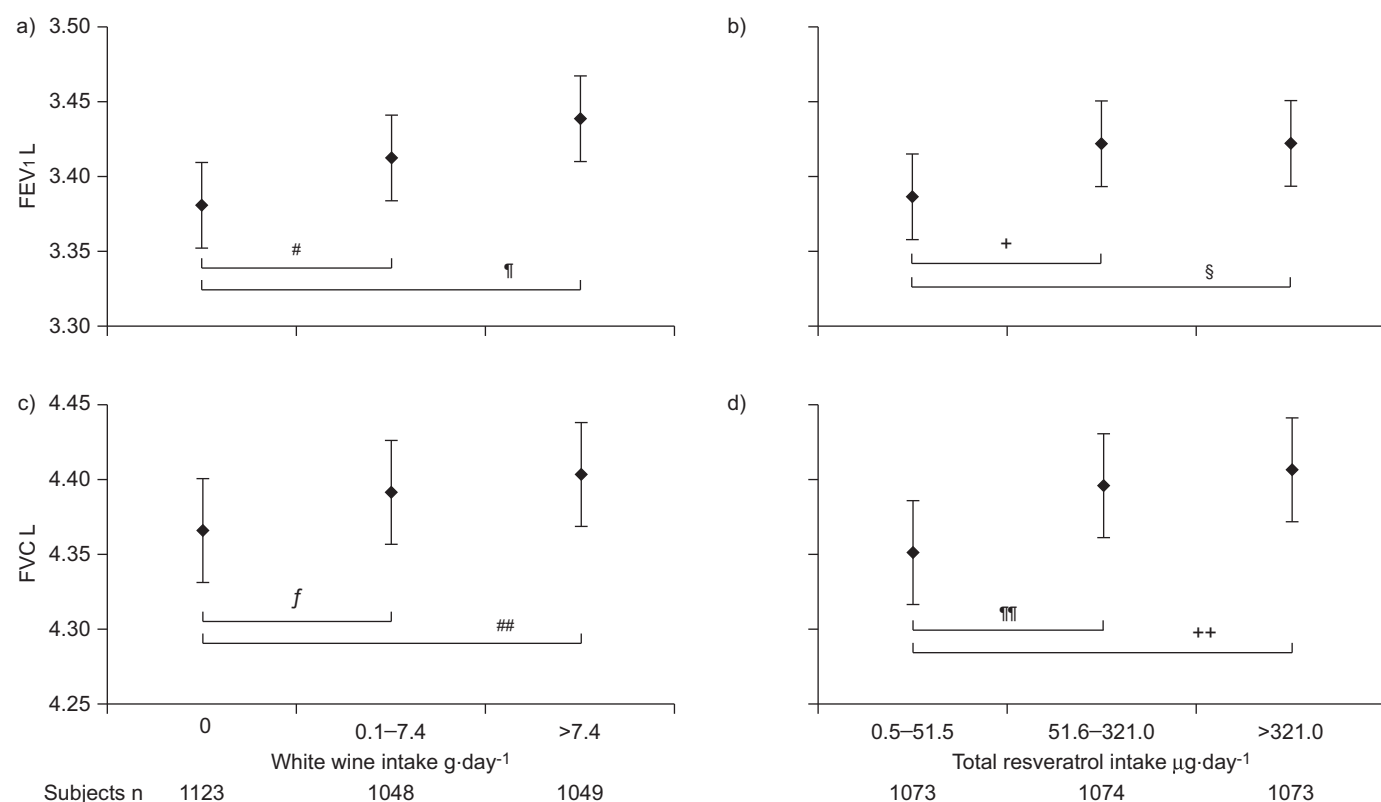 a) 3.50
3.45
3.40
3.35
3.30
FEV1 L
#
¶
b)
+
§
c) 4.45
4.40
4.35
4.30
4.25
FVC L
ƒ
##
0 0.1–7.4 >7.4
White wine intake g·day-1
d)
¶¶
++
0.5–51.5 51.6–321.0 >321.0
Total resveratrol intake μg·day-1
Subjects n 1123 1048 1049 1073 1074 1073